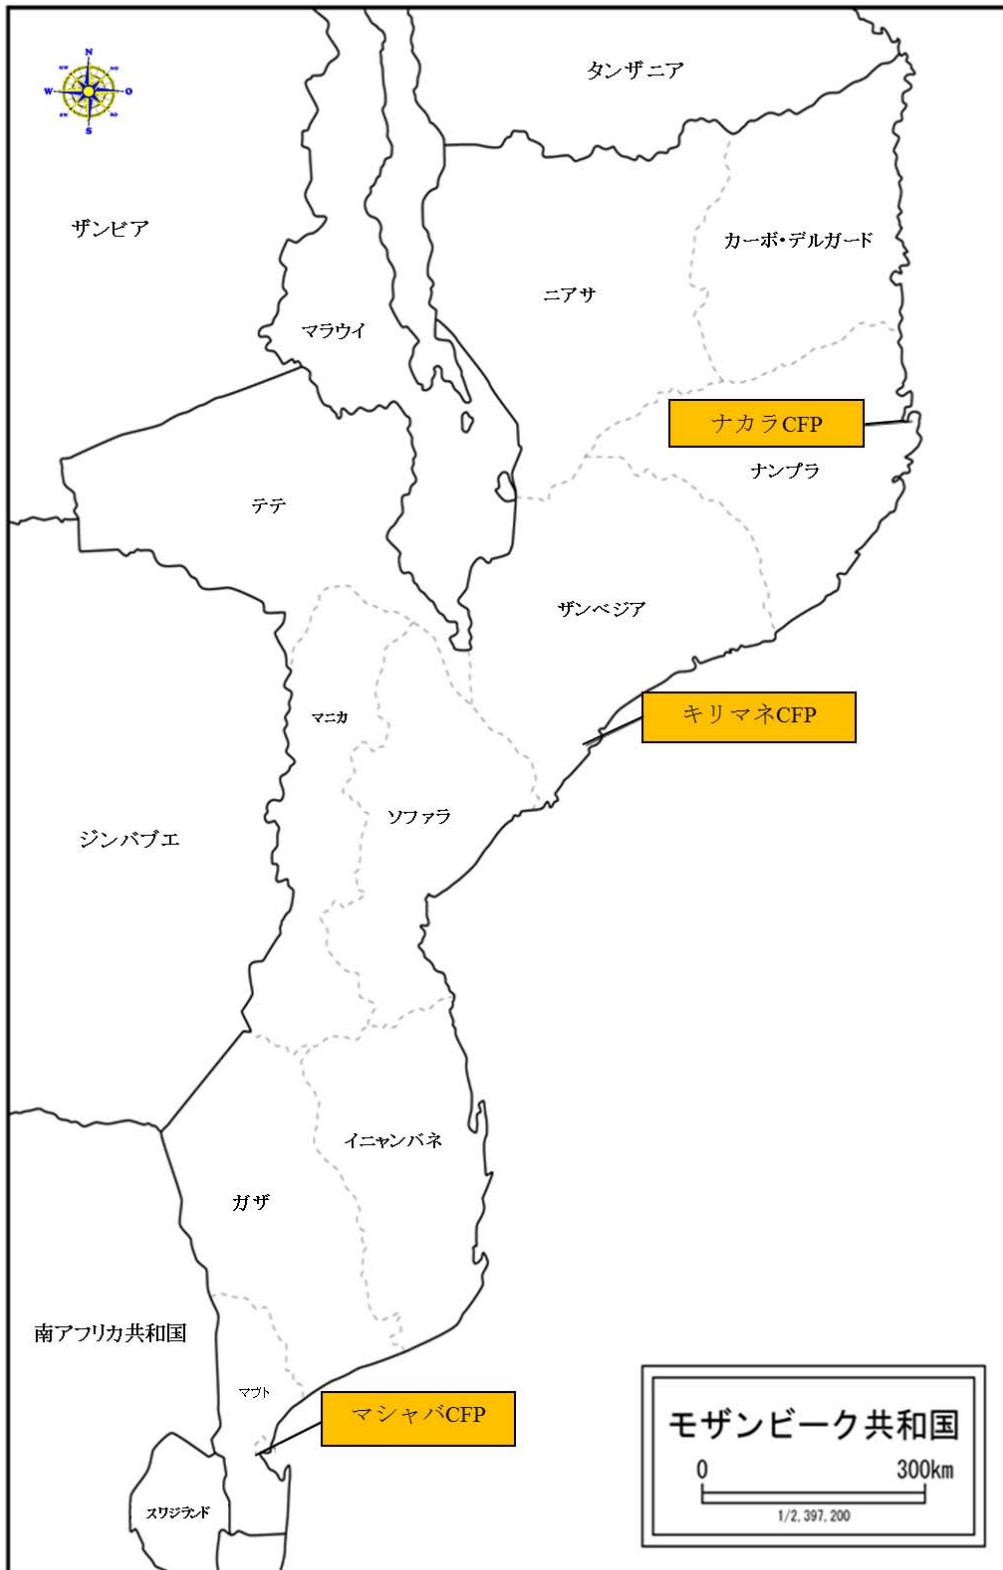 N
NW
NO
W
O
SW
SO
S
タンザニア
ザンビア
カーボ・デルガード
ニアサ
マラウイ
ナカラCFP
ナンプラ
テテ
ザンベジア
マニカ
キリマネCFP
ソファラ
ジンバブエ
イニャンバネ
ガザ
南アフリカ共和国
マプト
マシャバCFP
スワジランド
モザンビーク共和国
0 300km
1/2,397,200